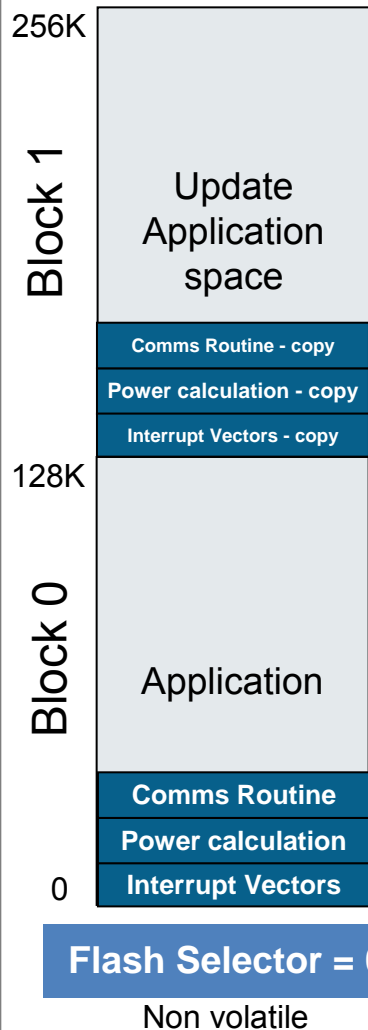 256K
Block 1
Update
Application
space
Comms Routine - copy
Power calculation - copy
Interrupt Vectors - copy
128K
Block 0
Application
Comms Routine
Power calculation
Interrupt Vectors
0
Flash Selector =
Non volatile